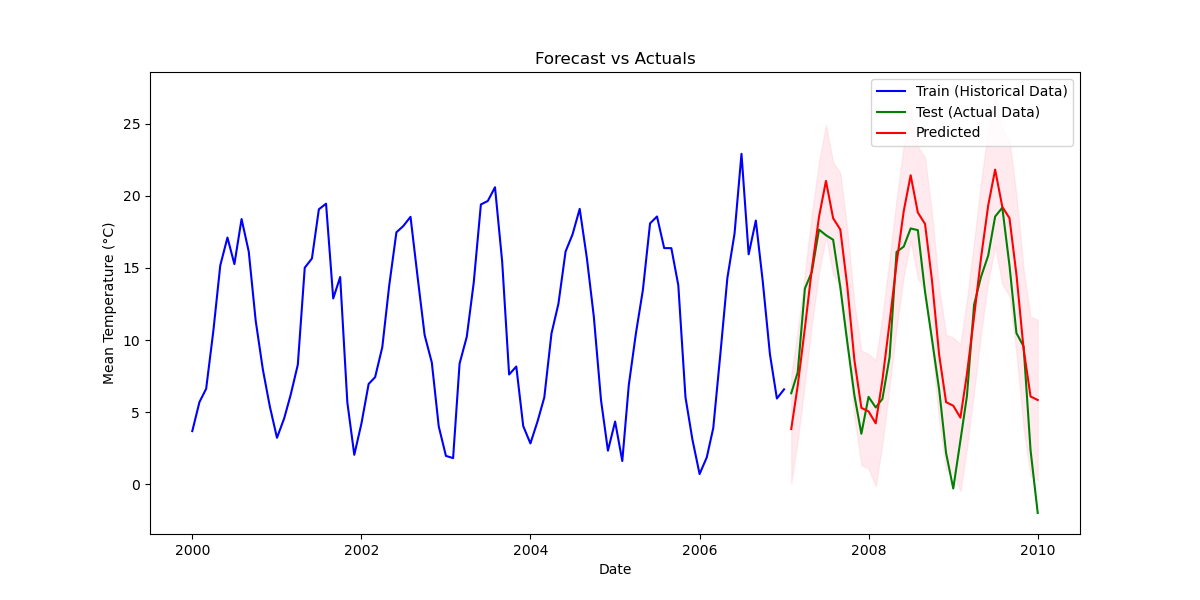 Forecast vs Actuals
Train (Historical Data)
Test (Actual Data)
Predicted
Mean Temperature (°C)
25
20
15
10
5
0
2000 2002 2004 2006 2008 2010
Date